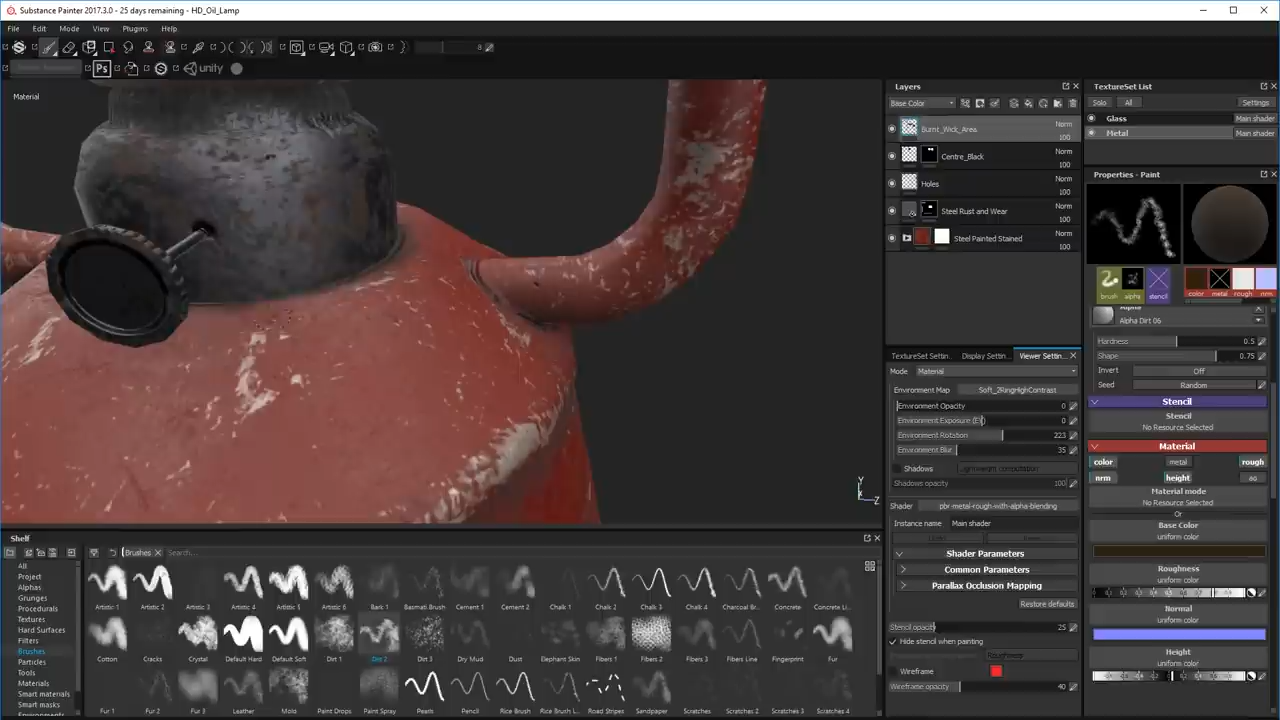 Substance Painter 2017.3.0 - 25 days remaining - HD_Oil_Lamp
File Edit Mode View Plugins Help
Ps unity
Material
Layers
Base Color
Burnt_Wick_Area Norm 100
Centre_Black Norm 100
Holes Norm 100
Steel Rust and Wear Norm 100
Steel Painted Stained Norm 100
TextureSet List
Solo All Settings
Glass Main shader
Metal Main shader
Properties - Paint
brush alpha stencil color metal rough nrm
Alpha Dirt 06
Hardness 0.5
Shape 0.75
Invert Off
Seed Random
Stencil
Stencil
No Resource Selected
Material
color metal rough
nrm height ao
Material mode
No Resource Selected
Or
Base Color
uniform color
Roughness
uniform color
Normal
uniform color
Height
uniform color
TextureSet Settin.. Display Settin.. Viewer Settin..
Mode Material
Environment Map Soft_2RingHighContrast
Environment Opacity 0
Environment Exposure (EV) 0
Environment Rotation 223
Environment Blur 35
Shadows Lightweight computation
Shadows opacity 100
Shader pbr-metal-rough-with-alpha-blending
Instance name Main shader
Shader Parameters
Common Parameters
Parallax Occlusion Mapping
Restore defaults
Stencil opacity 25
Hide stencil when painting
Roughness
Wireframe
Wireframe opacity 40
Y
X
Z
Shelf
Brushes Search...
All
Project
Alphas
Grunges
Procedurals
Textures
Hard Surfaces
Filters
Brushes
Particles
Tools
Materials
Smart materials
Smart masks
Artistic 1 Artistic 2 Artistic 3 Artistic 4 Artistic 5 Artistic 6 Bark 1 Basmati Brush Cement 1 Cement 2 Chalk 1 Chalk 2 Chalk 3 Chalk 4 Charcoal Br... Concrete Concrete Li...
Cotton Cracks Crystal Default Hard Default Soft Dirt 1 Dirt 2 Dirt 3 Dry Mud Dust Elephant Skin Fibers 1 Fibers 2 Fibers 3 Fibers Line Fingerprint Fur
Fur 1 Fur 2 Fur 3 Leather Mold Paint Drops Paint Spray Pearls Pencil Rice Brush Rice Brush L... Road Stripes Sandpaper Scratches 1 Scratches 2 Scratches 3 Scratches 4